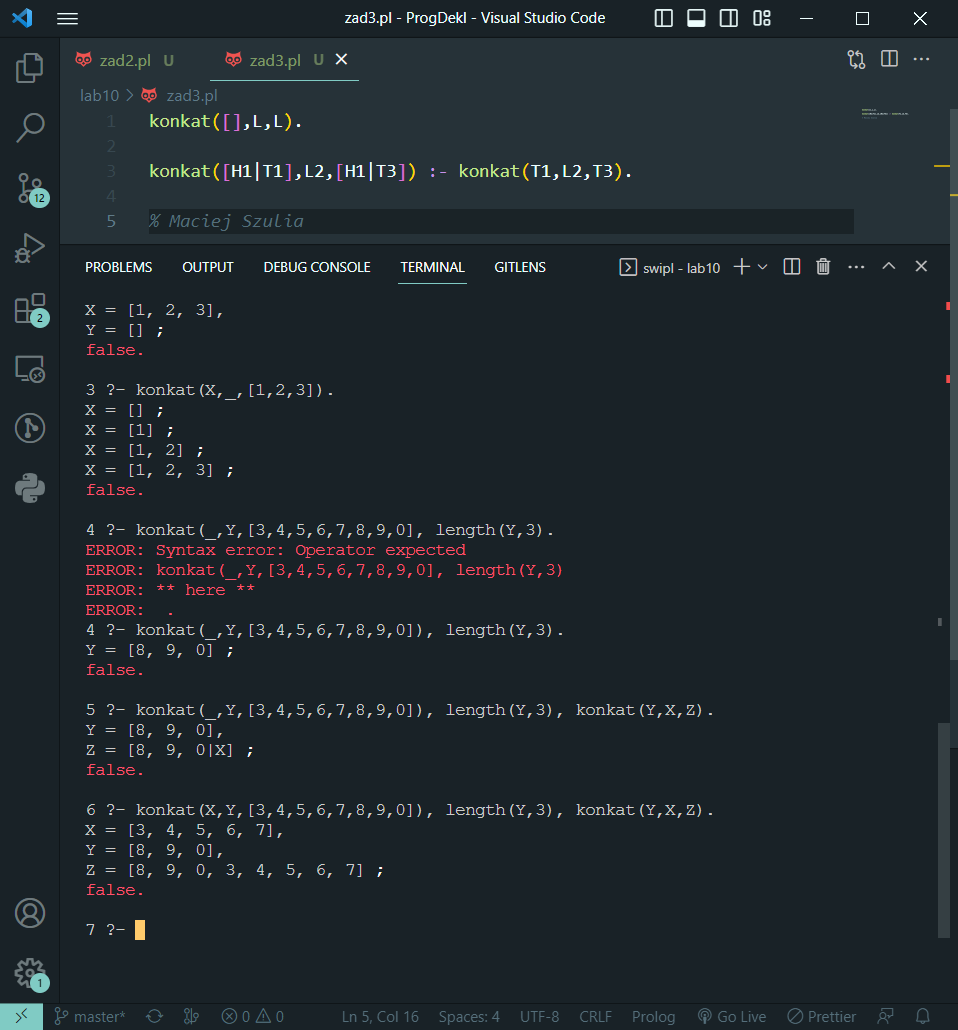 zad3.pl - ProgDekl - Visual Studio Code
zad2.pl U zad3.pl U
lab10 > zad3.pl
1 konkat([],L,L).
2
3 konkat([H1|T1],L2,[H1|T3]) :- konkat(T1,L2,T3).
4
5 % Maciej Szulia
12
2
1
PROBLEMS OUTPUT DEBUG CONSOLE TERMINAL GITLENS swipl - lab10
X = [1, 2, 3],
Y = [] ;
false.
3 ?- konkat(X,_,[1,2,3]).
X = [] ;
X = [1] ;
X = [1, 2] ;
X = [1, 2, 3] ;
false.
4 ?- konkat(_,Y,[3,4,5,6,7,8,9,0], length(Y,3).
ERROR: Syntax error: Operator expected
ERROR: konkat(_,Y,[3,4,5,6,7,8,9,0], length(Y,3)
ERROR: ** here **
ERROR:  .
4 ?- konkat(_,Y,[3,4,5,6,7,8,9,0]), length(Y,3).
Y = [8, 9, 0] ;
false.
5 ?- konkat(_,Y,[3,4,5,6,7,8,9,0]), length(Y,3), konkat(Y,X,Z).
Y = [8, 9, 0],
Z = [8, 9, 0|X] ;
false.
6 ?- konkat(X,Y,[3,4,5,6,7,8,9,0]), length(Y,3), konkat(Y,X,Z).
X = [3, 4, 5, 6, 7],
Y = [8, 9, 0],
Z = [8, 9, 0, 3, 4, 5, 6, 7] ;
false.
7 ?-
master* 0 0 Ln 5, Col 16 Spaces: 4 UTF-8 CRLF Prolog Go Live Prettier